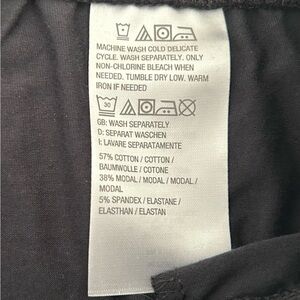 MACHINE WASH COLD DELICATE
CYCLE. WASH SEPARATELY. ONLY
NON-CHLORINE BLEACH WHEN
NEEDED. TUMBLE DRY LOW. WARM
IRON IF NEEDED
30
GB: WASH SEPARATELY
D: SEPARAT WASCHEN
I: LAVARE SEPARATAMENTE
57% COTTON / COTTON /
BAUMWOLLE / COTONE
38% MODAL / MODAL / MODAL /
MODAL
5% SPANDEX / ELASTANE /
ELASTHAN / ELASTAN